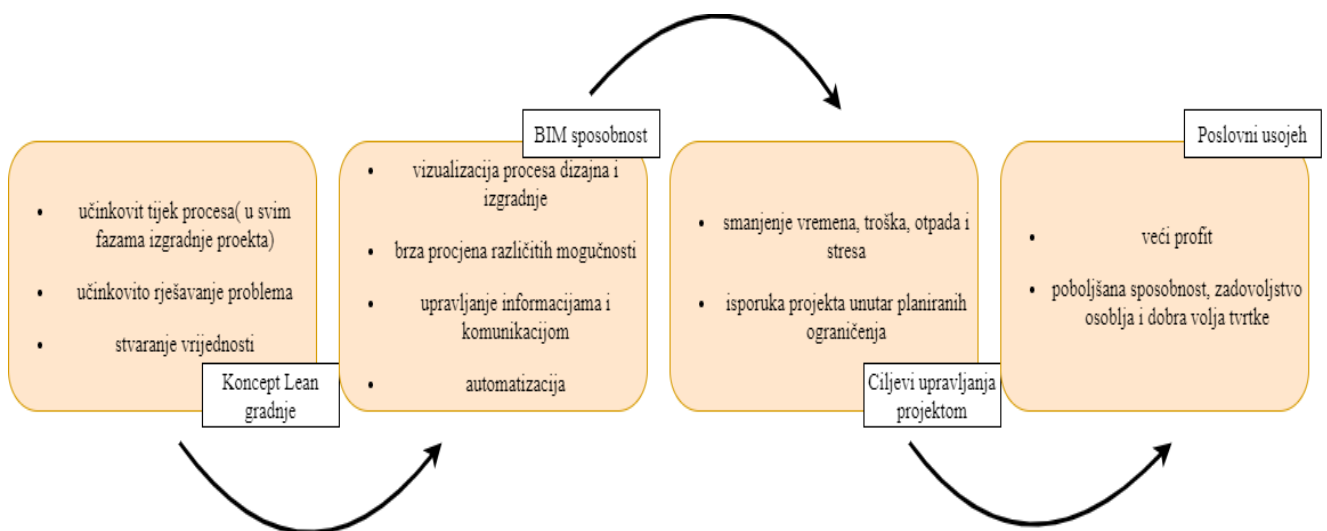 učinkovit tijek procesa( u svim
fazama izgradnje proekta)
učinkovito rješavanje problema
stvaranje vrijednosti
Koncept Lean
gradnje
BIM sposobnost
vizualizacija procesa dizajna i
izgradnje
brza procjena različitih mogučnosti
upravljanje informacijama i
komunikacijom
automatizacija
smanjenje vremena, troška, otpada i
stresa
isporuka projekta unutar planiranih
ograničenja
Ciljevi upravljanja
projektom
Poslovni usojeh
veći profit
poboljšana sposobnost, zadovoljstvo
osoblja i dobra volja tvrtke